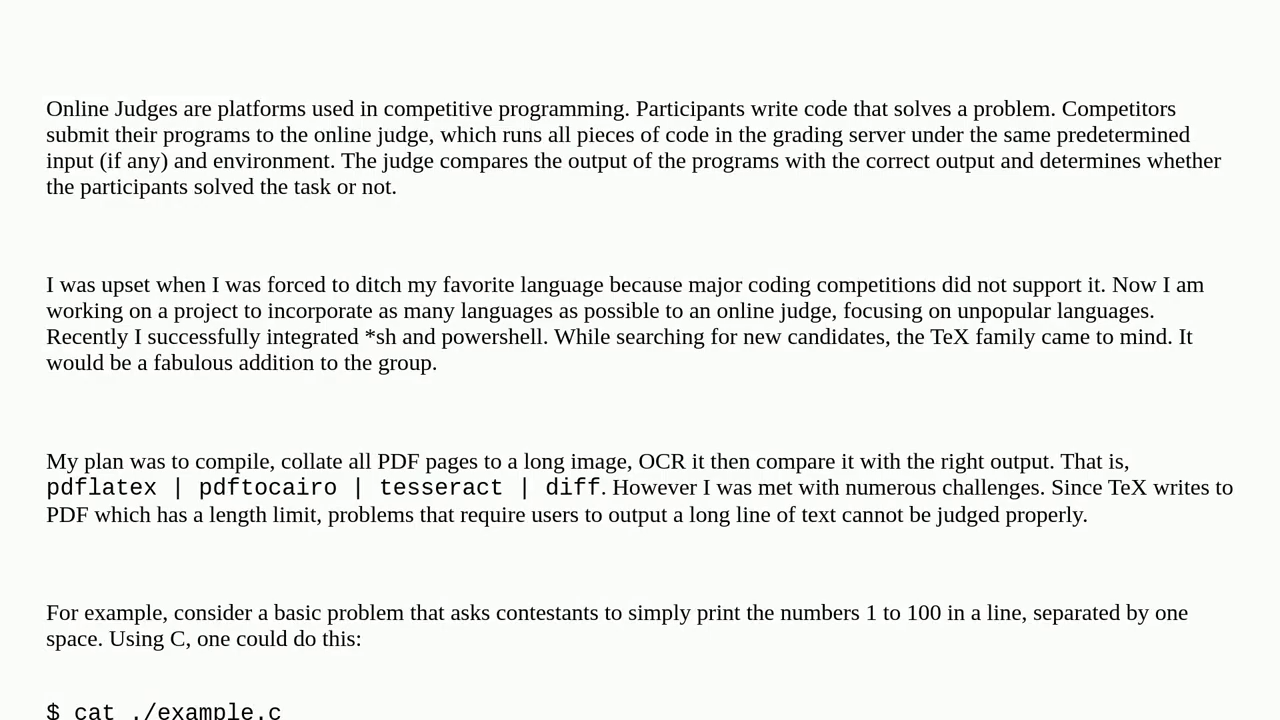 Online Judges are platforms used in competitive programming. Participants write code that solves a problem. Competitors
submit their programs to the online judge, which runs all pieces of code in the grading server under the same predetermined
input (if any) and environment. The judge compares the output of the programs with the correct output and determines whether
the participants solved the task or not.
I was upset when I was forced to ditch my favorite language because major coding competitions did not support it. Now I am
working on a project to incorporate as many languages as possible to an online judge, focusing on unpopular languages.
Recently I successfully integrated *sh and powershell. While searching for new candidates, the TeX family came to mind. It
would be a fabulous addition to the group.
My plan was to compile, collate all PDF pages to a long image, OCR it then compare it with the right output. That is,
pdflatex | pdftocairo | tesseract | diff. However I was met with numerous challenges. Since TeX writes to
PDF which has a length limit, problems that require users to output a long line of text cannot be judged properly.
For example, consider a basic problem that asks contestants to simply print the numbers 1 to 100 in a line, separated by one
space. Using C, one could do this:
$ cat ./example.c